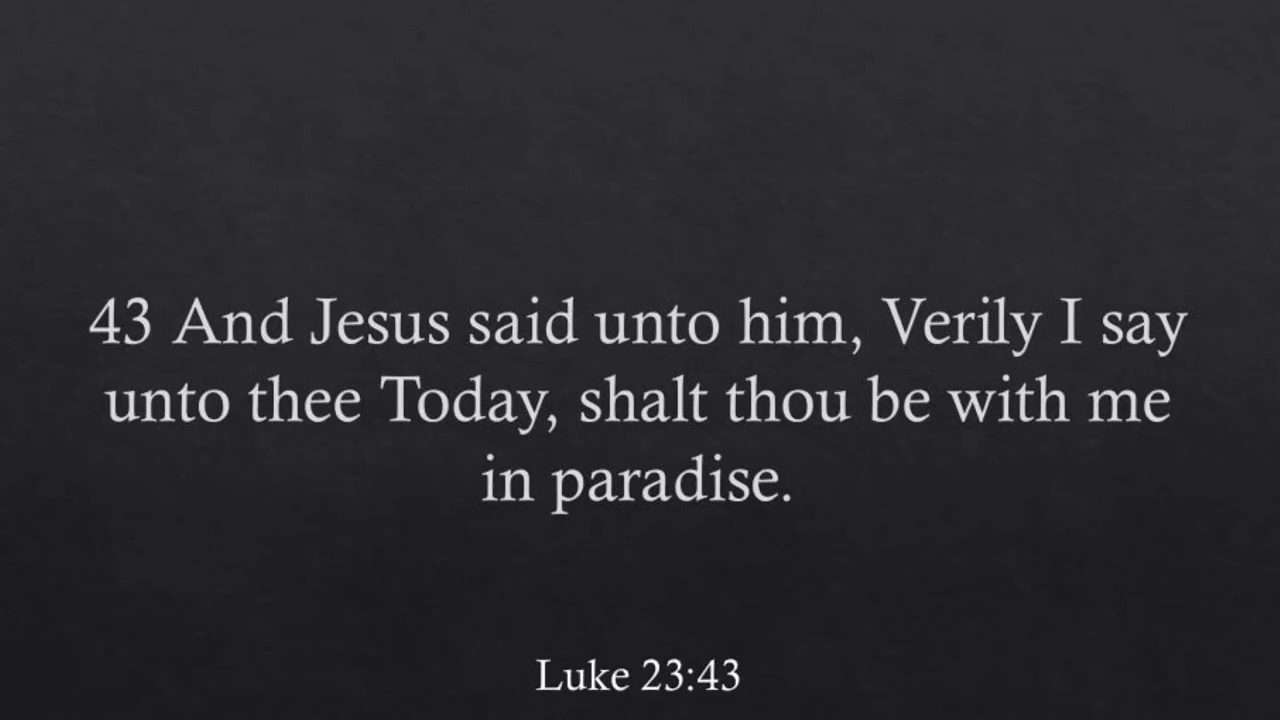 43 And Jesus said unto him, Verily I say
unto thee Today, shalt thou be with me
in paradise.
Luke 23:43